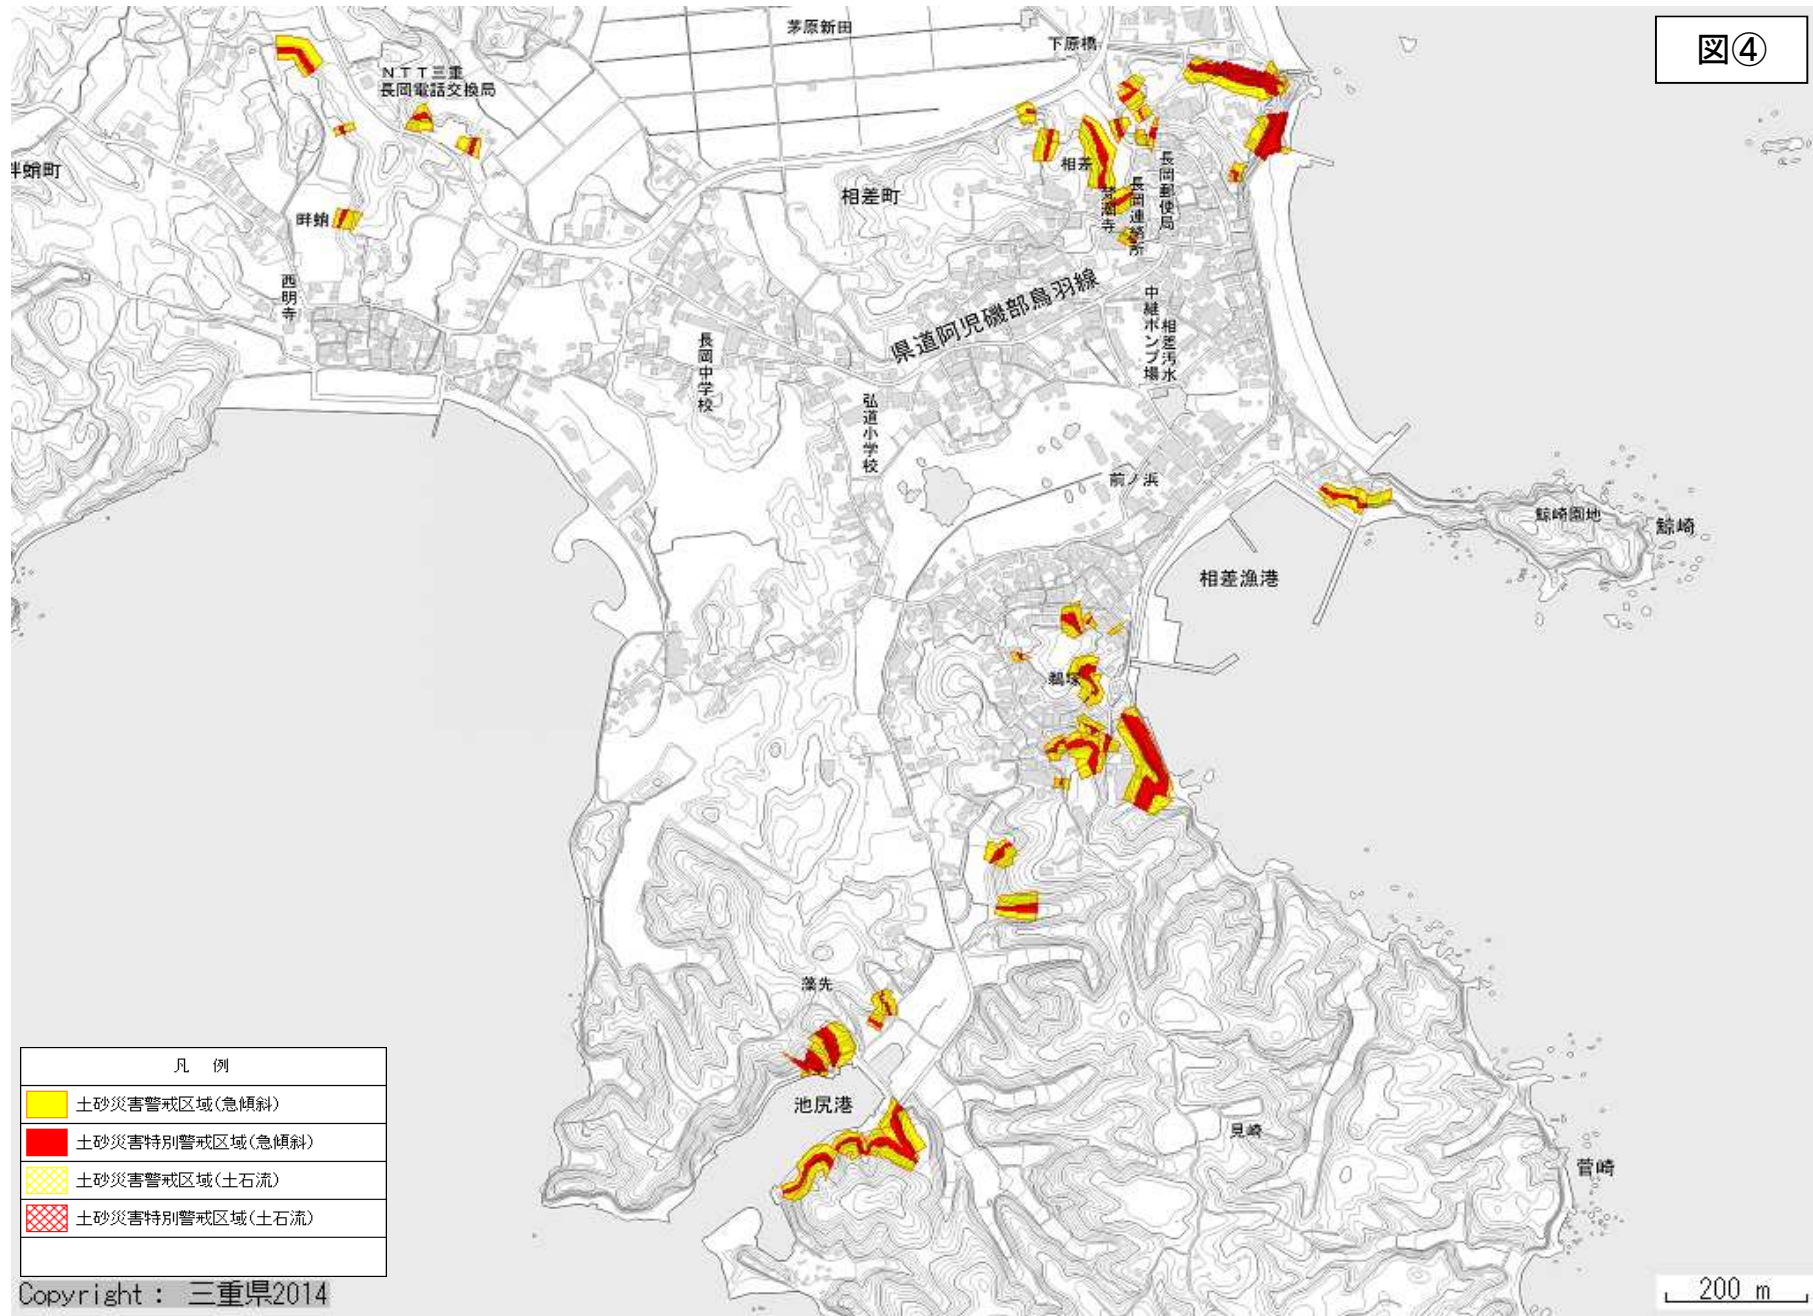 図④
茅原新田
下原橋
NTT三重
長岡電話交換局
畔蛸町
相差
長岡郵便局
相差町
長岡連絡所
梵潮寺
畔蛸
西明寺
県道阿児磯部鳥羽線
中継ポンプ場
相差汚水
長岡中学校
弘道小学校
前ノ浜
鯨崎園地
鯨崎
相差漁港
鵜塚
藻先
池尻港
見崎
菅崎
凡 例
土砂災害警戒区域(急傾斜)
土砂災害特別警戒区域(急傾斜)
土砂災害警戒区域(土石流)
土砂災害特別警戒区域(土石流)
Copyright : 三重県2014
200 m